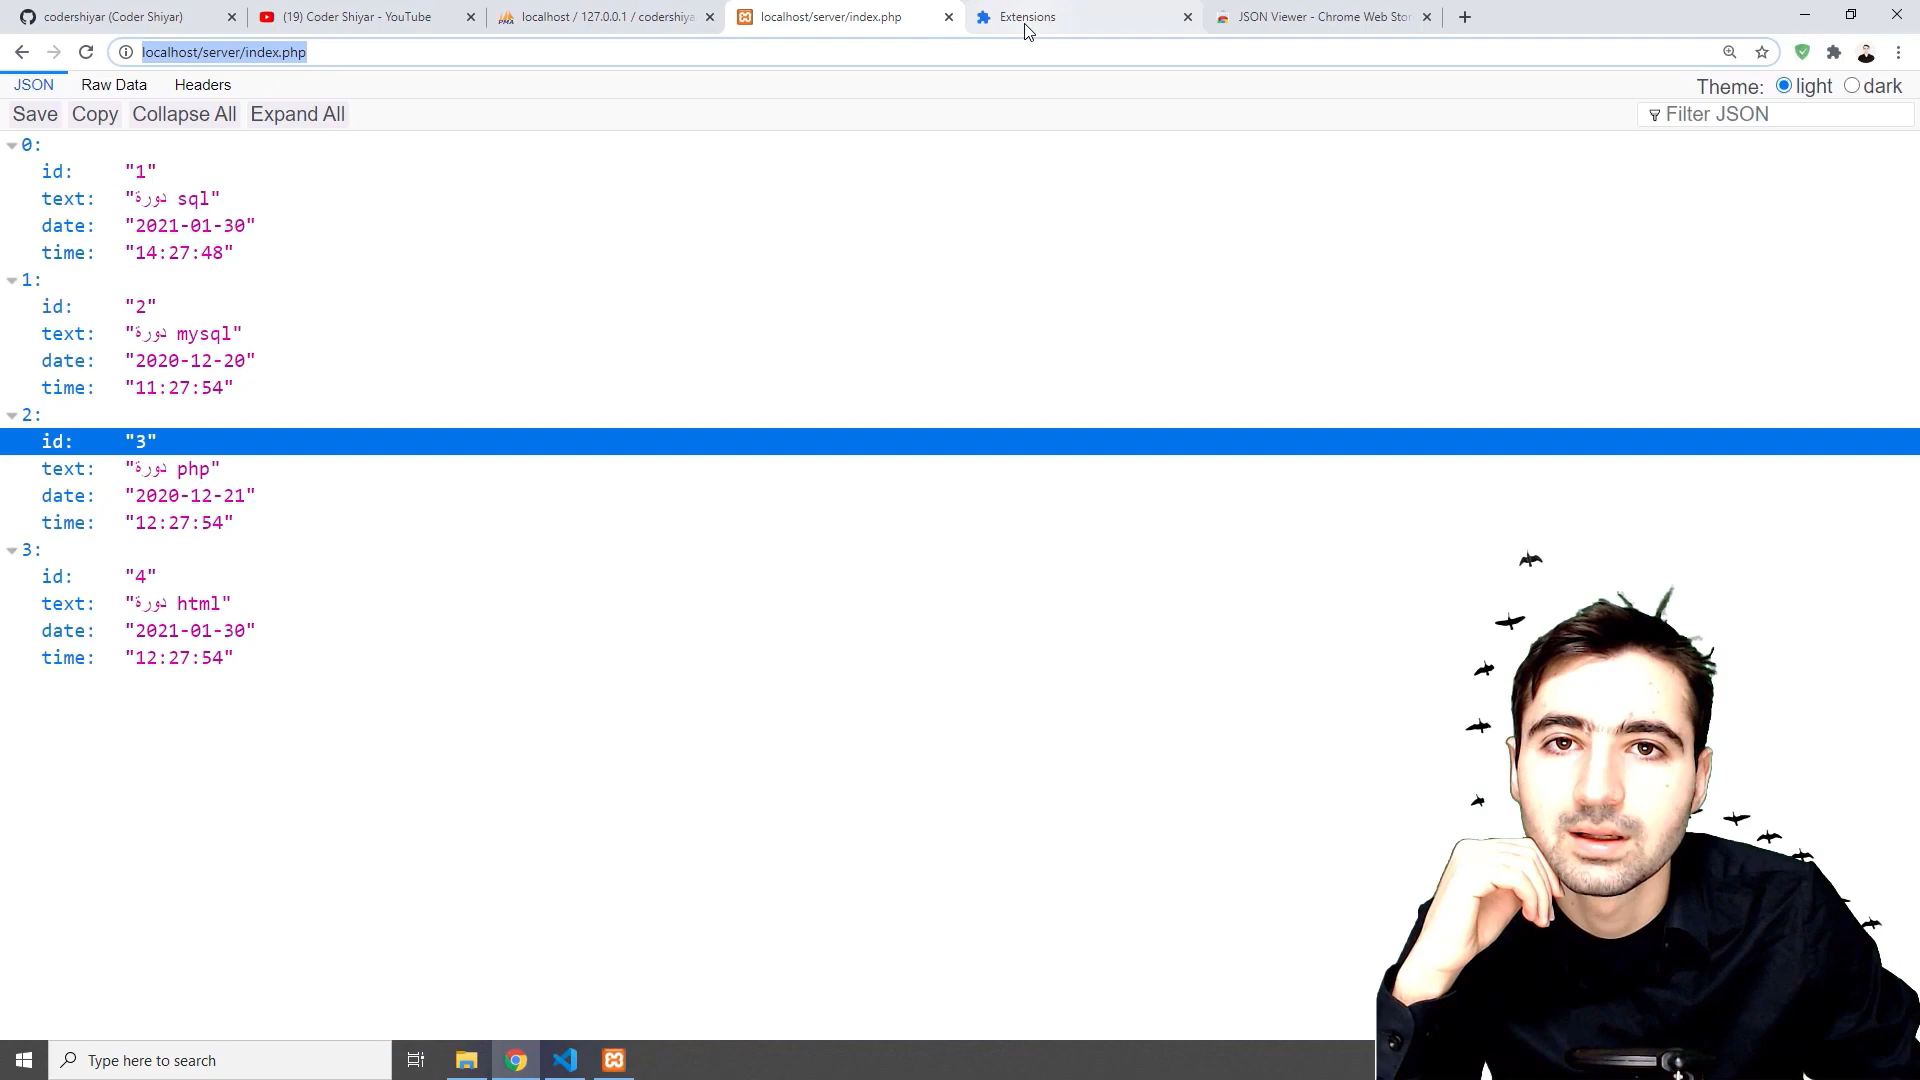 codershiyar (Coder Shiyar)
(19) Coder Shiyar - YouTube
localhost / 127.0.0.1 / codershiya
localhost/server/index.php
Extensions
JSON Viewer - Chrome Web Stor
localhost/server/index.php
JSON Raw Data Headers
Theme: light dark
Save Copy Collapse All Expand All
Filter JSON
0:
id: "1"
text: "دورة sql"
date: "2021-01-30"
time: "14:27:48"
1:
id: "2"
text: "دورة mysql"
date: "2020-12-20"
time: "11:27:54"
2:
id: "3"
text: "دورة php"
date: "2020-12-21"
time: "12:27:54"
3:
id: "4"
text: "دورة html"
date: "2021-01-30"
time: "12:27:54"
Type here to search